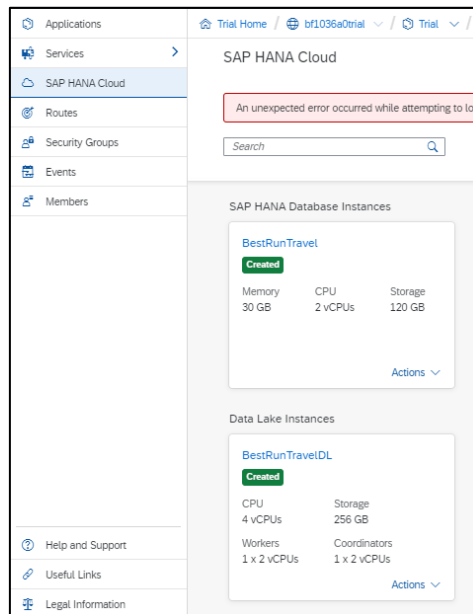 Applications
Services
SAP HANA Cloud
Routes
Security Groups
Events
Members
Help and Support
Useful Links
Legal Information
Trial Home / bf1036a0trial / Trial /
SAP HANA Cloud
An unexpected error occurred while attempting to lo
Search
SAP HANA Database Instances
BestRunTravel
Created
Memory CPU Storage
30 GB 2 vCPUs 120 GB
Actions
Data Lake Instances
BestRunTravelDL
Created
CPU Storage
4 vCPUs 256 GB
Workers Coordinators
1 x 2 vCPUs 1 x 2 vCPUs
Actions